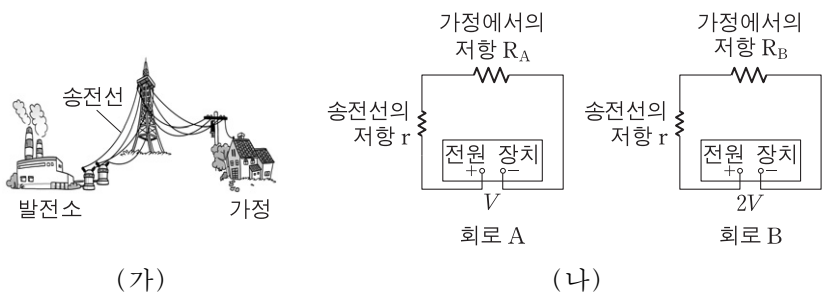 송전선
발전소
가정
(가)
가정에서의
저항 R_A
송전선의
저항 r
전원 장치
+ −
V
회로 A
가정에서의
저항 R_B
송전선의
저항 r
전원 장치
+ −
2V
회로 B
(나)